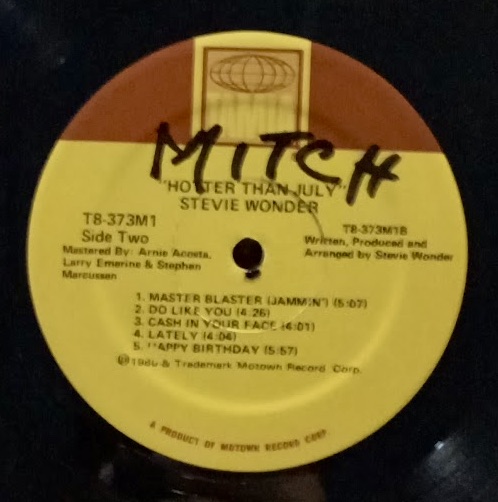 MITCH
"HOTTER THAN JULY"
STEVIE WONDER
T8-373M1
Side Two
Mastered By: Arnie Acosta,
Larry Emerine & Stephen
Marcussen
T8-373M1B
Written, Produced and
Arranged by Stevie Wonder
1. MASTER BLASTER (JAMMIN') (5:07)
2. DO LIKE YOU (4:26)
3. CASH IN YOUR FACE (4:01)
4. LATELY (4:06)
5. HAPPY BIRTHDAY (5:57)
℗1980 & Trademark Motown Record Corp.
A PRODUCT OF MOTOWN RECORD CORP.